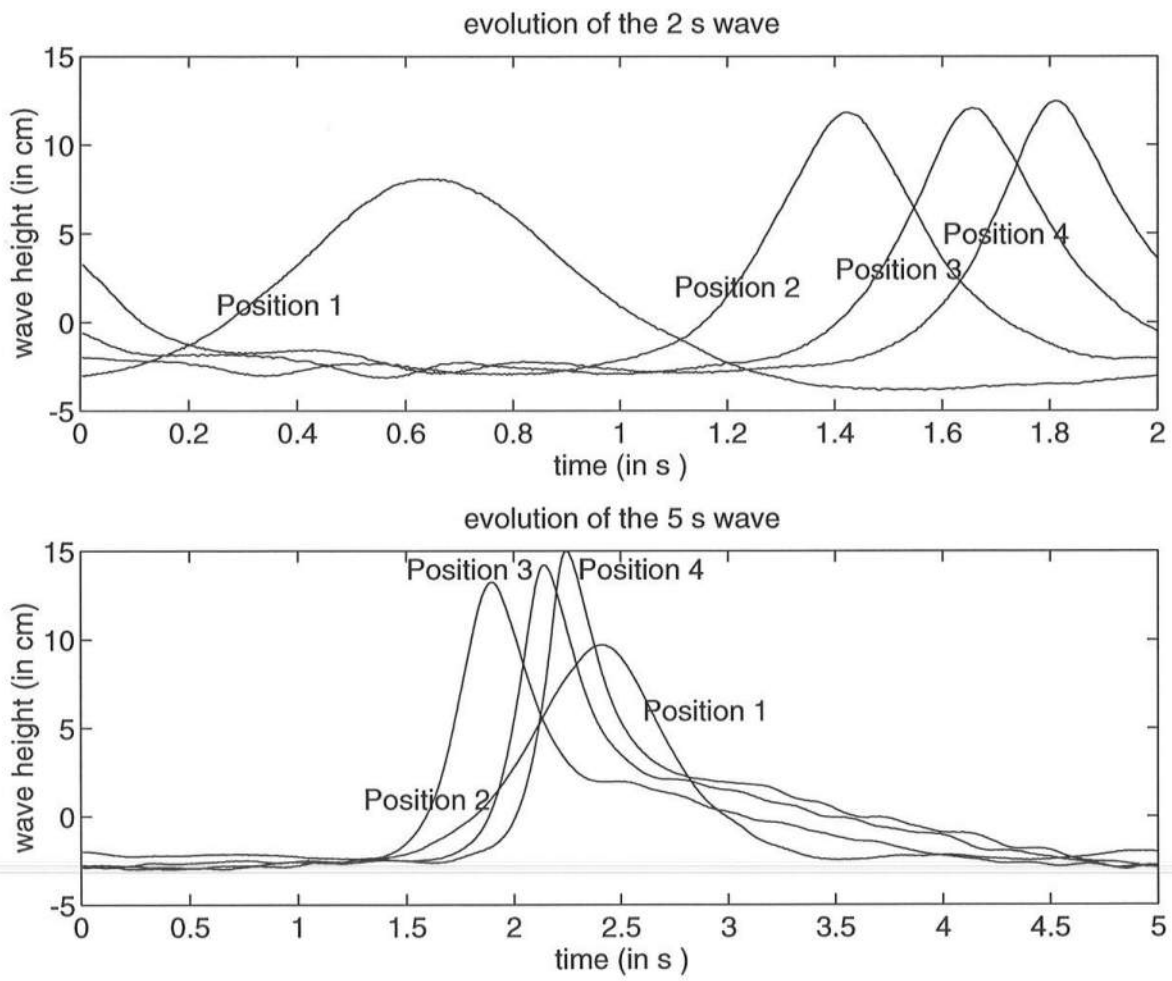 evolution of the 2 s wave
15
10
5
0
-5
wave height (in cm)
Position 1
Position 2
Position 3
Position 4
0 0.2 0.4 0.6 0.8 1 1.2 1.4 1.6 1.8 2
time (in s )
evolution of the 5 s wave
15
10
5
0
-5
wave height (in cm)
Position 3
Position 4
Position 1
Position 2
0 0.5 1 1.5 2 2.5 3 3.5 4 4.5 5
time (in s )